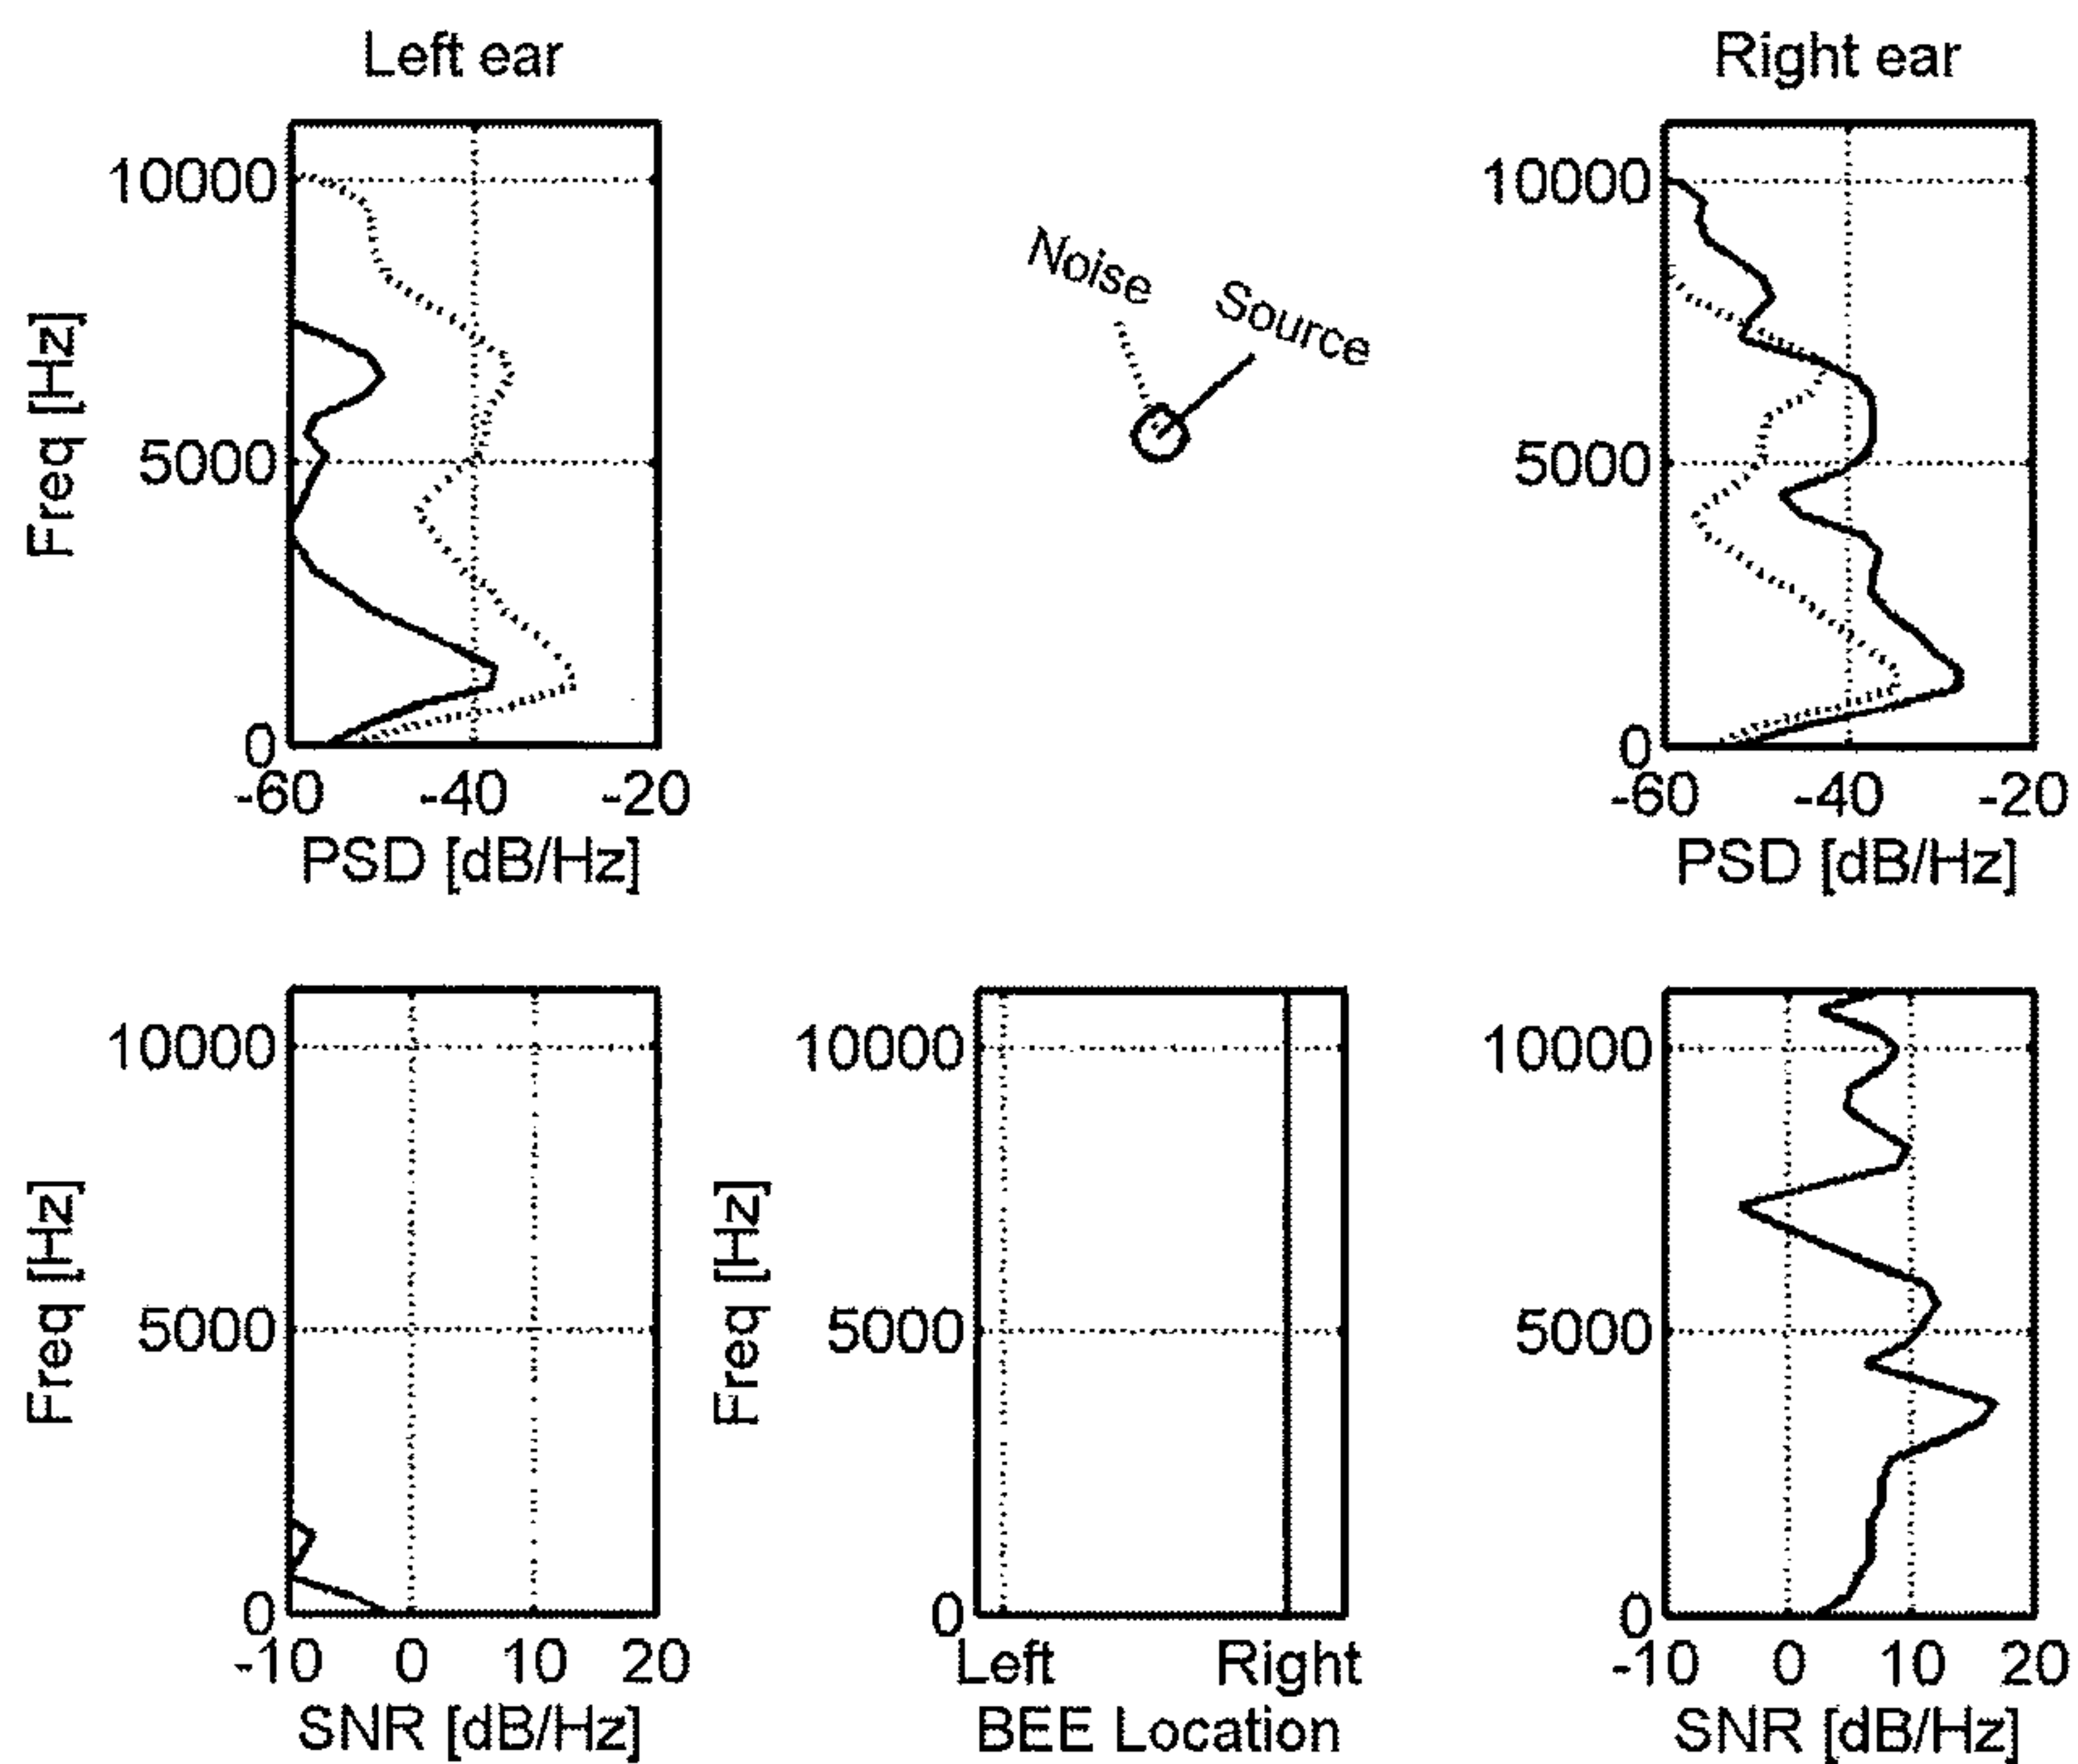 Left ear
Right ear
Freq [Hz]
10000
5000
0
-60 -40 -20
PSD [dB/Hz]
Noise
Source
10000
5000
0
-60 -40 -20
PSD [dB/Hz]
Freq [Hz]
10000
5000
0
-10 0 10 20
SNR [dB/Hz]
Freq [Hz]
10000
5000
0
Left Right
BEE Location
10000
5000
0
-10 0 10 20
SNR [dB/Hz]